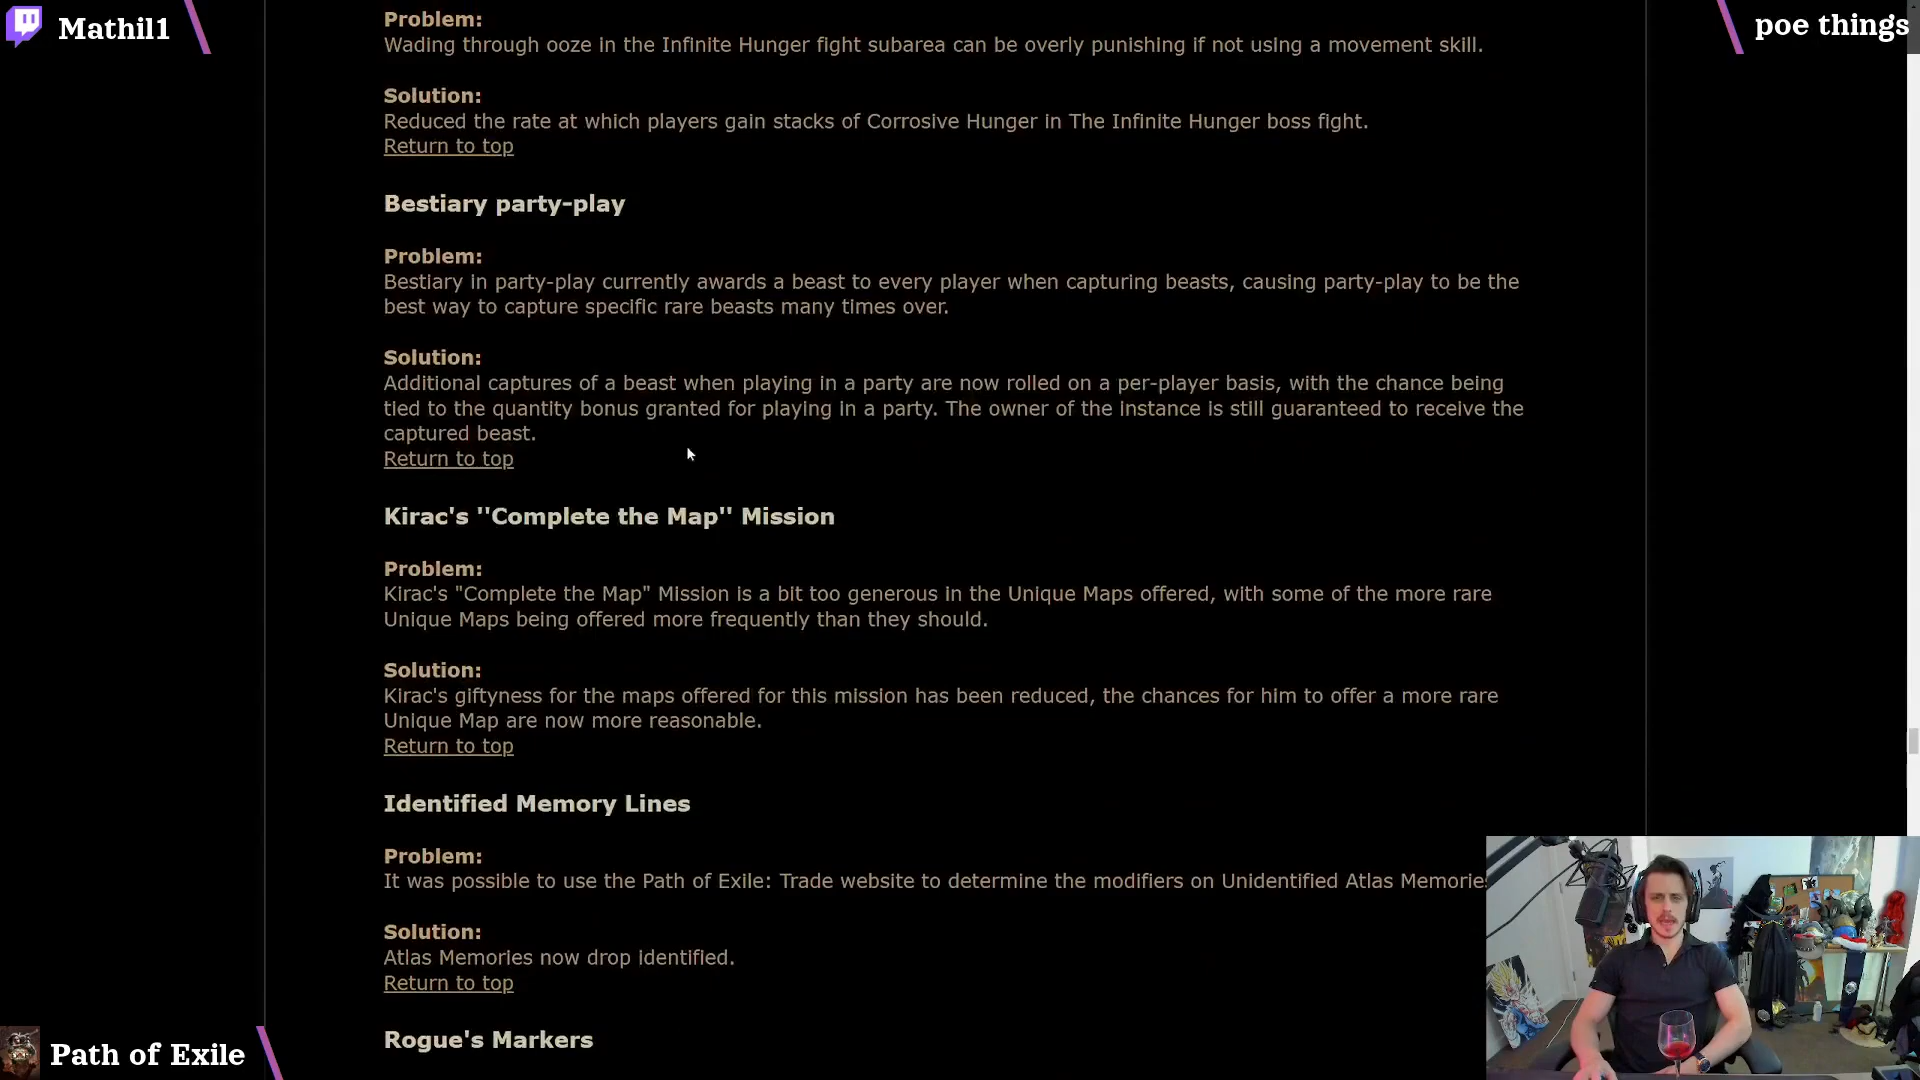 Mathil1
poe things
Problem:
Wading through ooze in the Infinite Hunger fight subarea can be overly punishing if not using a movement skill.
Solution:
Reduced the rate at which players gain stacks of Corrosive Hunger in The Infinite Hunger boss fight.
Return to top
Bestiary party-play
Problem:
Bestiary in party-play currently awards a beast to every player when capturing beasts, causing party-play to be the
best way to capture specific rare beasts many times over.
Solution:
Additional captures of a beast when playing in a party are now rolled on a per-player basis, with the chance being
tied to the quantity bonus granted for playing in a party. The owner of the instance is still guaranteed to receive the
captured beast.
Return to top
Kirac's ''Complete the Map'' Mission
Problem:
Kirac's "Complete the Map" Mission is a bit too generous in the Unique Maps offered, with some of the more rare
Unique Maps being offered more frequently than they should.
Solution:
Kirac's giftyness for the maps offered for this mission has been reduced, the chances for him to offer a more rare
Unique Map are now more reasonable.
Return to top
Identified Memory Lines
Problem:
It was possible to use the Path of Exile: Trade website to determine the modifiers on Unidentified Atlas Memories
Solution:
Atlas Memories now drop identified.
Return to top
Rogue's Markers
Path of Exile